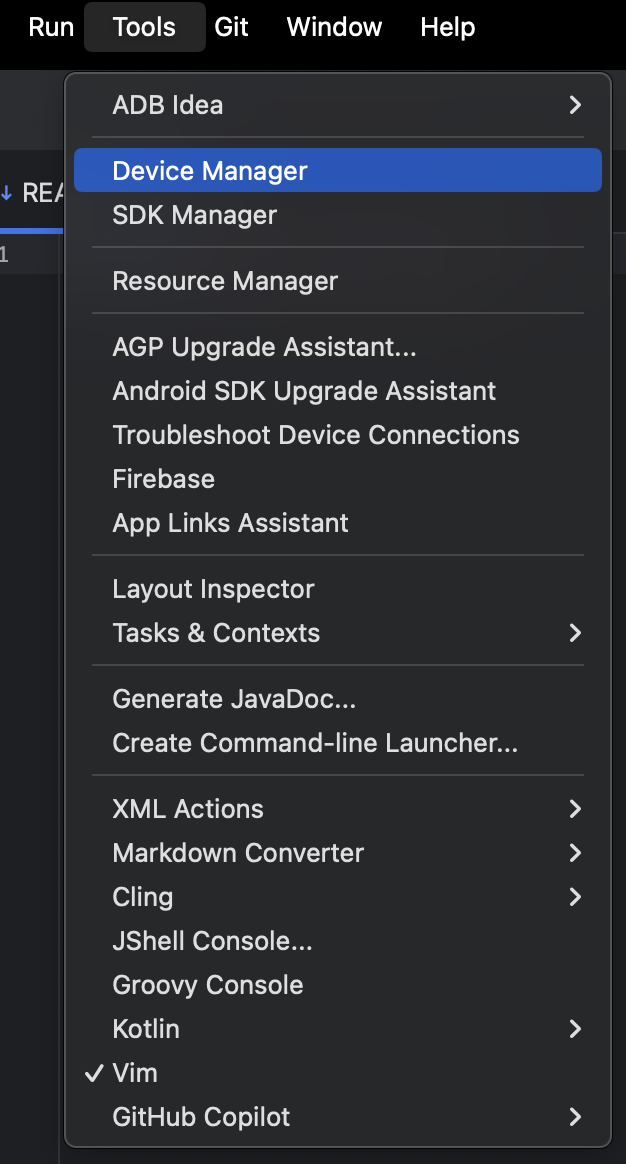 Run Tools Git Window Help
ADB Idea
Device Manager
REA
SDK Manager
1
Resource Manager
AGP Upgrade Assistant...
Android SDK Upgrade Assistant
Troubleshoot Device Connections
Firebase
App Links Assistant
Layout Inspector
Tasks & Contexts
Generate JavaDoc...
Create Command-line Launcher...
XML Actions
Markdown Converter
Cling
JShell Console...
Groovy Console
Kotlin
Vim
GitHub Copilot